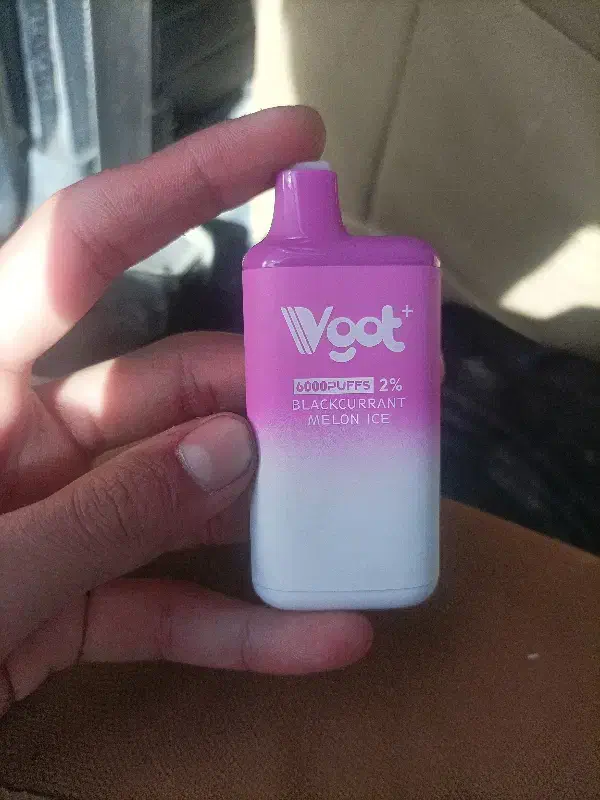 Vgot+
6000PUFFS 2%
BLACKCURRANT
MELON ICE